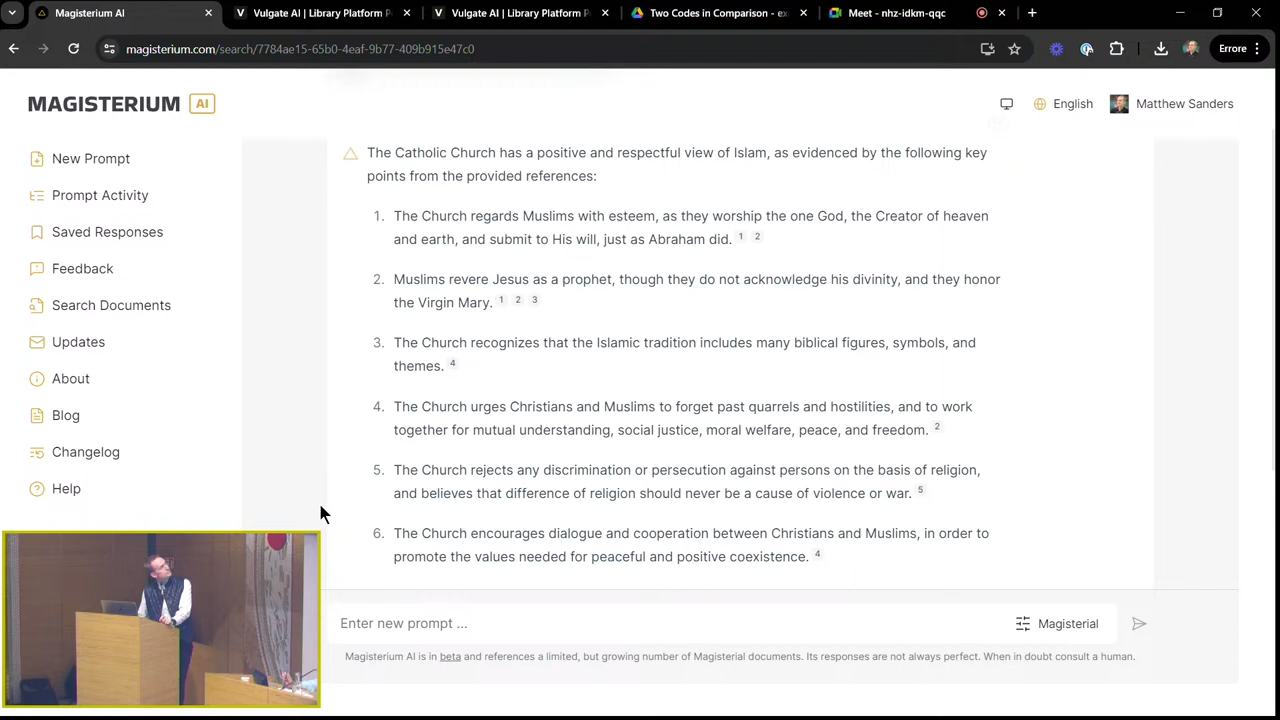 Magisterium AI
Vulgate AI | Library Platform P
Vulgate AI | Library Platform P
Two Codes in Comparison - ex
Meet - nhz-idkm-qqc
magisterium.com/search/7784ae15-65b0-4eaf-9b77-409b915e47c0
Errore
MAGISTERIUM AI
English
Matthew Sanders
New Prompt
Prompt Activity
Saved Responses
Feedback
Search Documents
Updates
About
Blog
Changelog
Help
The Catholic Church has a positive and respectful view of Islam, as evidenced by the following key
points from the provided references:
1. The Church regards Muslims with esteem, as they worship the one God, the Creator of heaven
and earth, and submit to His will, just as Abraham did. 1 2
2. Muslims revere Jesus as a prophet, though they do not acknowledge his divinity, and they honor
the Virgin Mary. 1 2 3
3. The Church recognizes that the Islamic tradition includes many biblical figures, symbols, and
themes. 4
4. The Church urges Christians and Muslims to forget past quarrels and hostilities, and to work
together for mutual understanding, social justice, moral welfare, peace, and freedom. 2
5. The Church rejects any discrimination or persecution against persons on the basis of religion,
and believes that difference of religion should never be a cause of violence or war. 5
6. The Church encourages dialogue and cooperation between Christians and Muslims, in order to
promote the values needed for peaceful and positive coexistence. 4
Enter new prompt ...
Magisterial
Magisterium AI is in beta and references a limited, but growing number of Magisterial documents. Its responses are not always perfect. When in doubt consult a human.